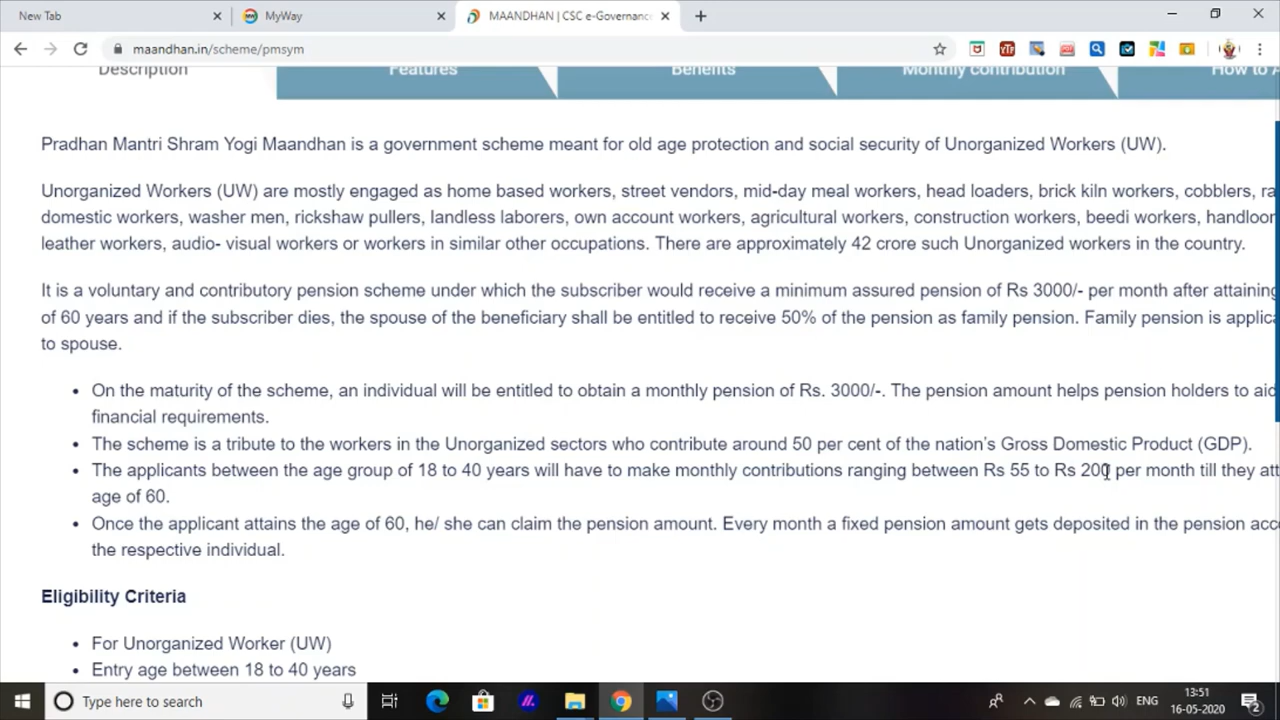 New Tab
MyWay
MAANDHAN | CSC e-Governance
maandhan.in/scheme/pmsym
Description
Features
Benefits
Monthly contribution
How to A
Pradhan Mantri Shram Yogi Maandhan is a government scheme meant for old age protection and social security of Unorganized Workers (UW).
Unorganized Workers (UW) are mostly engaged as home based workers, street vendors, mid-day meal workers, head loaders, brick kiln workers, cobblers, ra
domestic workers, washer men, rickshaw pullers, landless laborers, own account workers, agricultural workers, construction workers, beedi workers, handloom
leather workers, audio- visual workers or workers in similar other occupations. There are approximately 42 crore such Unorganized workers in the country.
It is a voluntary and contributory pension scheme under which the subscriber would receive a minimum assured pension of Rs 3000/- per month after attaining
of 60 years and if the subscriber dies, the spouse of the beneficiary shall be entitled to receive 50% of the pension as family pension. Family pension is applica
to spouse.
• On the maturity of the scheme, an individual will be entitled to obtain a monthly pension of Rs. 3000/-. The pension amount helps pension holders to aid
financial requirements.
• The scheme is a tribute to the workers in the Unorganized sectors who contribute around 50 per cent of the nation’s Gross Domestic Product (GDP).
• The applicants between the age group of 18 to 40 years will have to make monthly contributions ranging between Rs 55 to Rs 200 per month till they att
age of 60.
• Once the applicant attains the age of 60, he/ she can claim the pension amount. Every month a fixed pension amount gets deposited in the pension acc
the respective individual.
Eligibility Criteria
• For Unorganized Worker (UW)
• Entry age between 18 to 40 years
Type here to search
ENG
13:51
16-05-2020
2